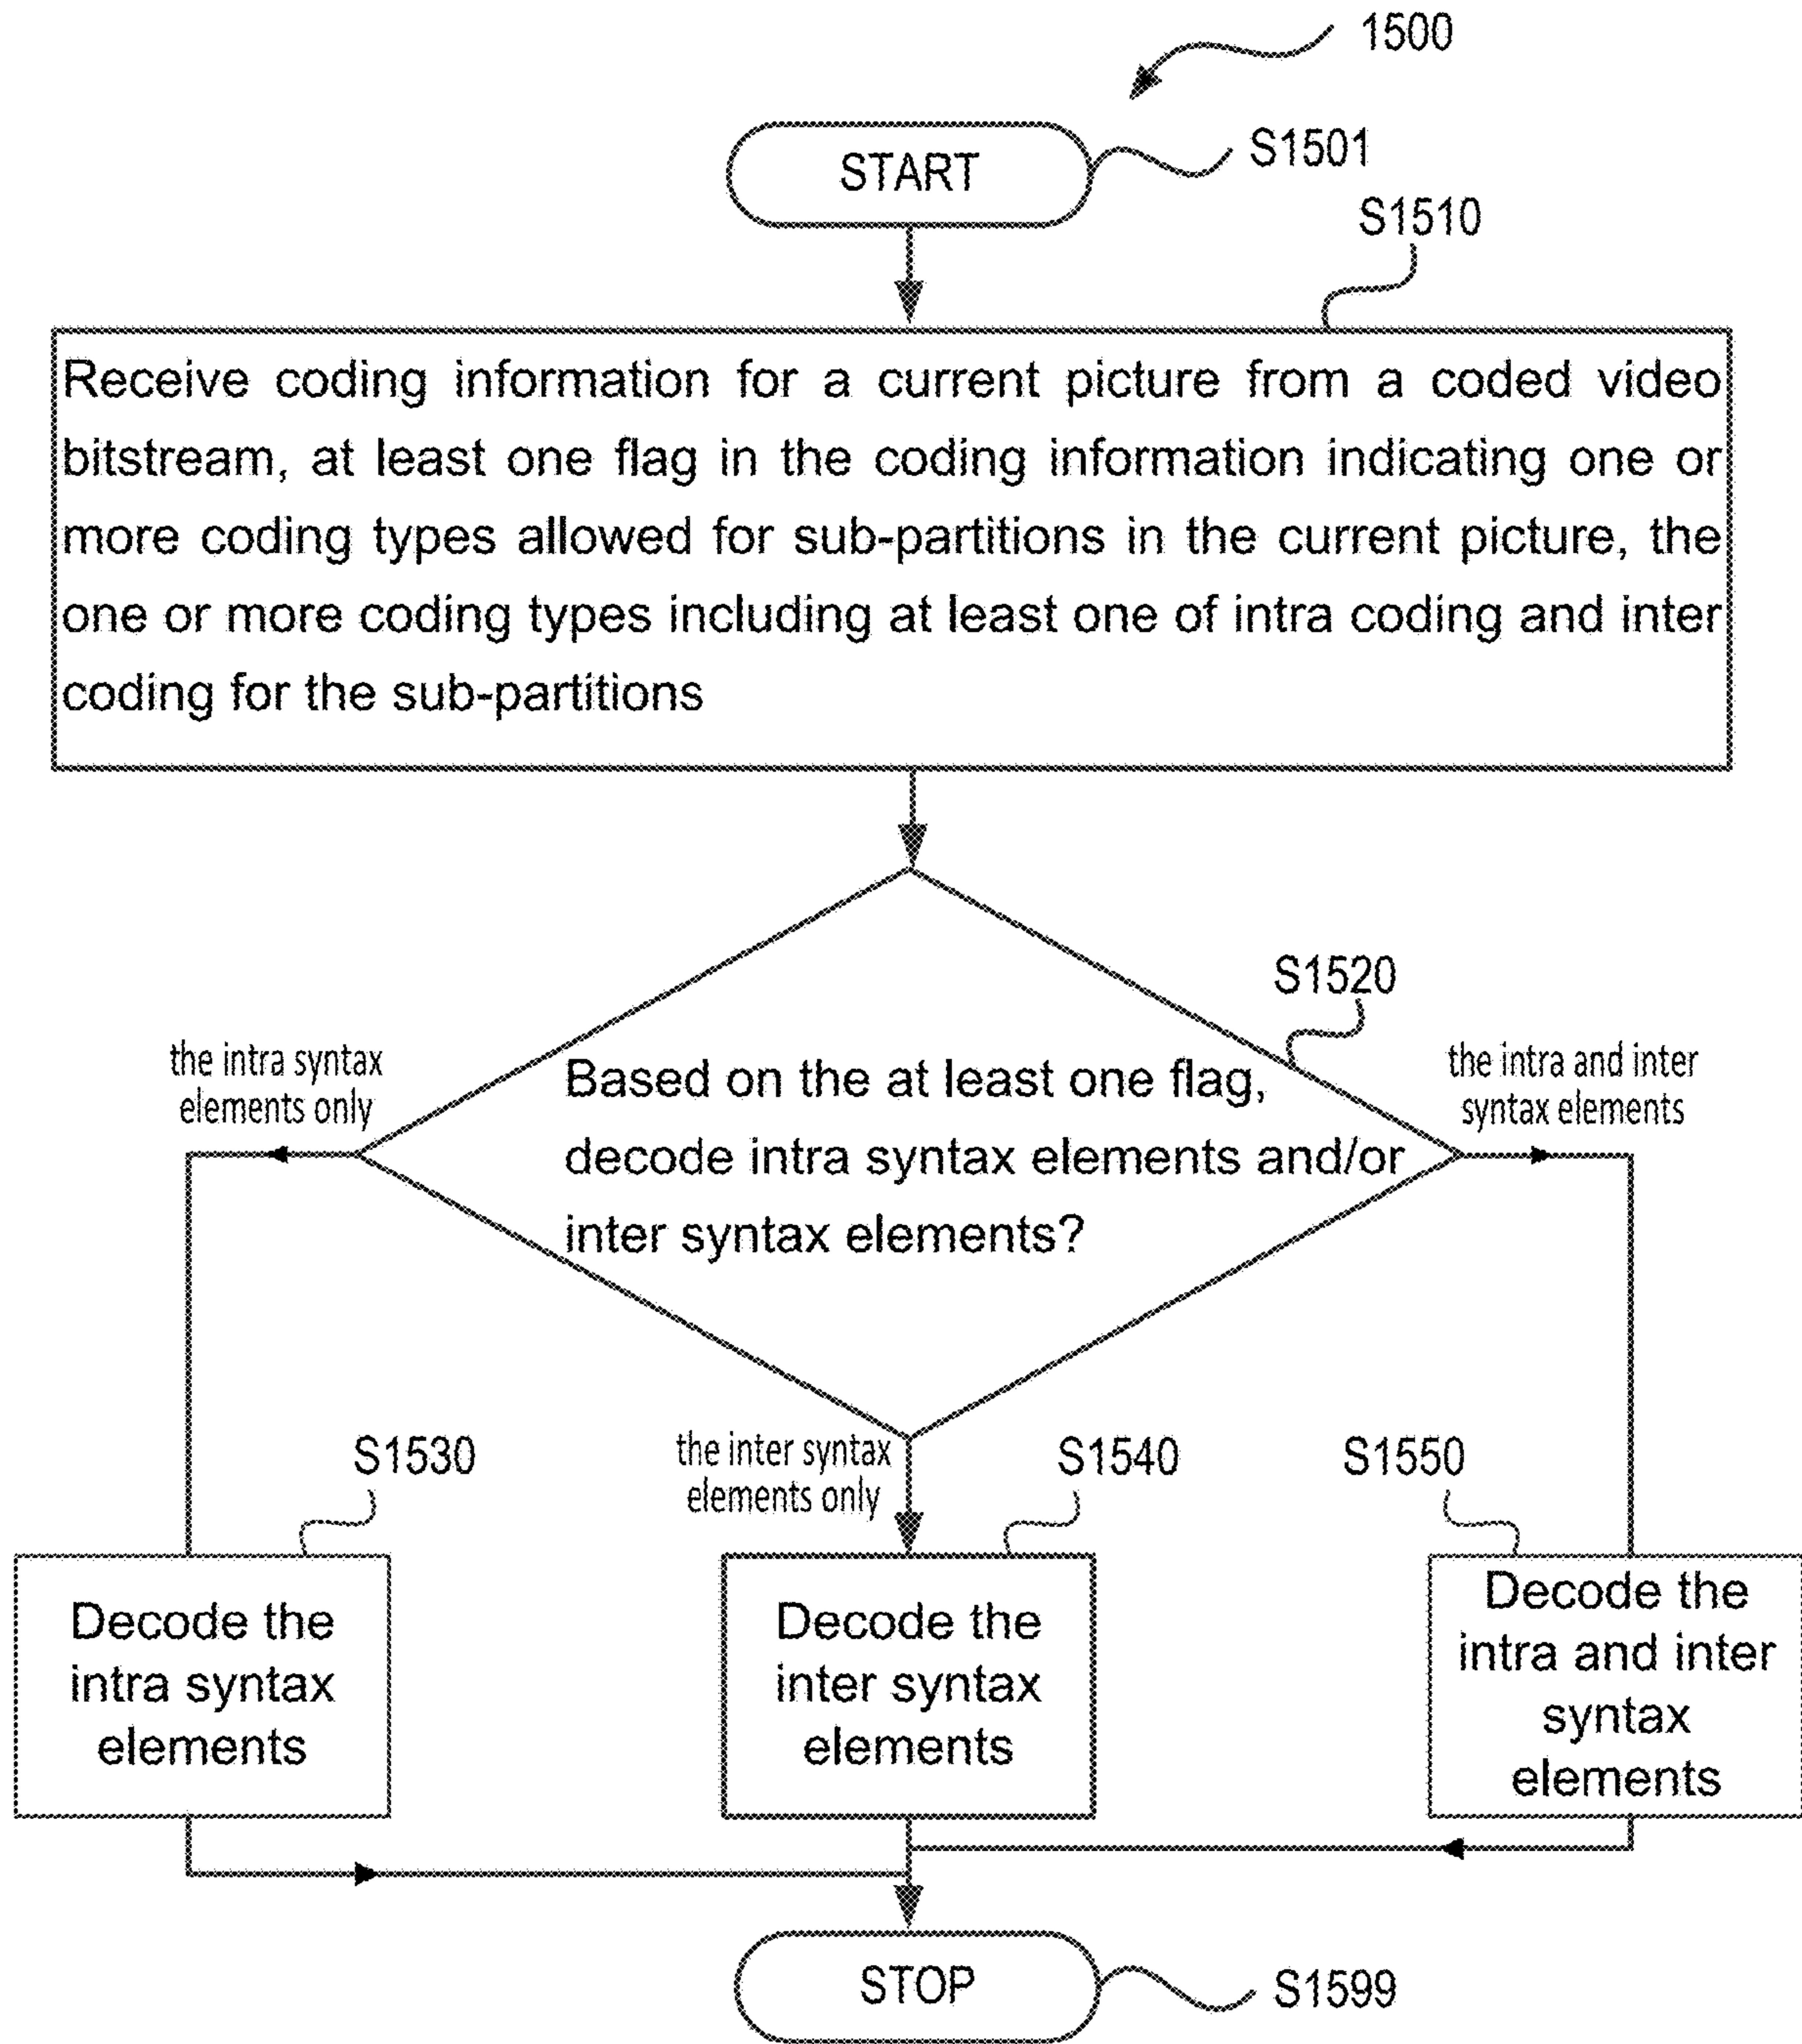 1500
START
S1501
S1510
Receive coding information for a current picture from a coded video
bitstream, at least one flag in the coding information indicating one or
more coding types allowed for sub-partitions in the current picture, the
one or more coding types including at least one of intra coding and inter
coding for the sub-partitions
S1520
the intra syntax
elements only
Based on the at least one flag,
decode intra syntax elements and/or
inter syntax elements?
the intra and inter
syntax elements
S1530
the inter syntax
elements only
S1540
S1550
Decode the
intra syntax
elements
Decode the
inter syntax
elements
Decode the
intra and inter
syntax
elements
STOP
S1599